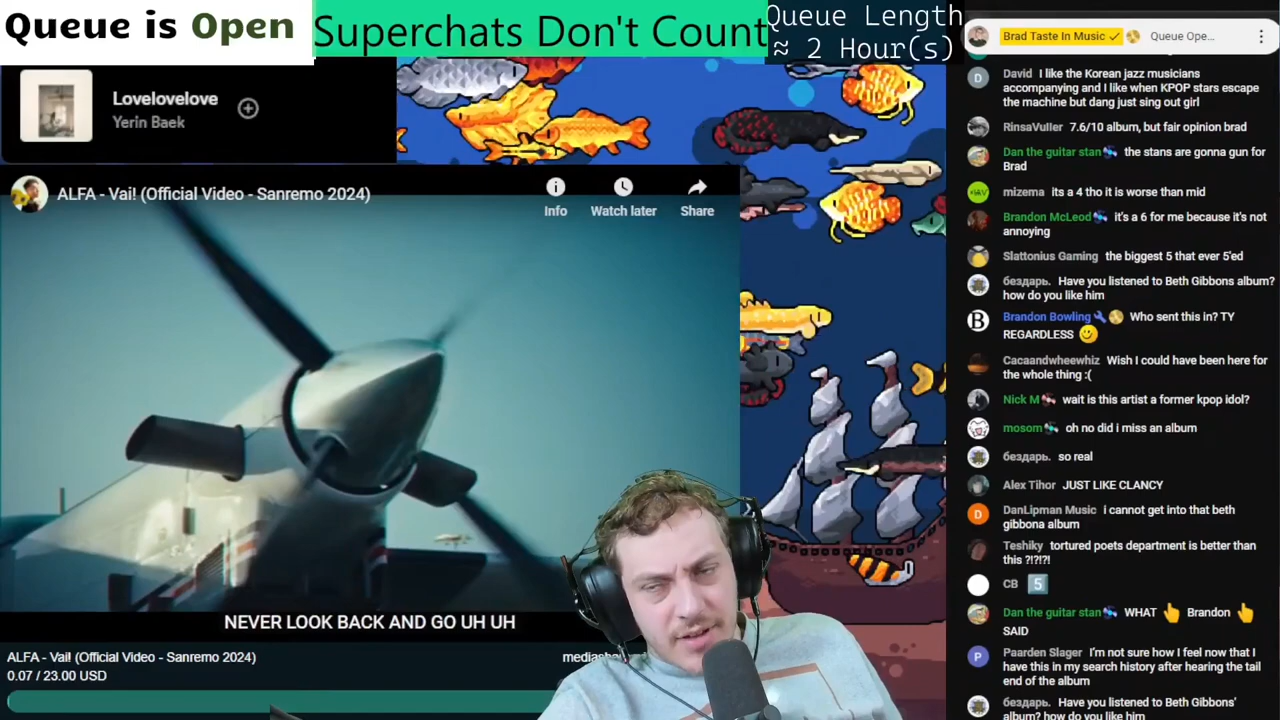 Queue is Open
Superchats Don't Count
Queue Length
≈ 2 Hour(s)
Lovelovelove
Yerin Baek
ALFA - Vai! (Official Video - Sanremo 2024)
Info
Watch later
Share
NEVER LOOK BACK AND GO UH UH
ALFA - Vai! (Official Video - Sanremo 2024)
0.07 / 23.00 USD
Brad Taste In Music
Queue Ope...
David I like the Korean jazz musicians
accompanying and I like when KPOP stars escape
the machine but dang just sing out girl
RinsaVuller 7.6/10 album, but fair opinion brad
Dan the guitar stan the stans are gonna gun for
Brad
mizema its a 4 tho it is worse than mid
Brandon McLeod it's a 6 for me because it's not
annoying
Slattonius Gaming the biggest 5 that ever 5'ed
бездарь. Have you listened to Beth Gibbons album?
how do you like him
Brandon Bowling Who sent this in? TY
REGARDLESS
Cacaandwheewhiz Wish I could have been here for
the whole thing :(
Nick M wait is this artist a former kpop idol?
mosom oh no did i miss an album
бездарь. so real
Alex Tihor JUST LIKE CLANCY
DanLipman Music i cannot get into that beth
gibbona album
Teshiky tortured poets department is better than
this ?!?!?!
CB 5
Dan the guitar stan WHAT 👆 Brandon 👆
SAID
Paarden Slager I'm not sure how I feel now that I
have this in my search history after hearing the tail
end of the album
бездарь. Have you listened to Beth Gibbons'
album? how do you like him